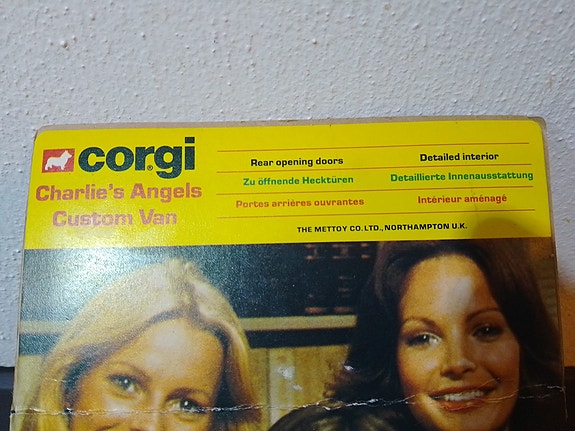 corgi
Charlie's Angels
Custom Van
Rear opening doors
Zu öffnende Hecktüren
Portes arrières ouvrantes
Detailed interior
Detaillierte Innenausstattung
Intérieur aménagé
THE METTOY CO. LTD., NORTHAMPTON U.K.